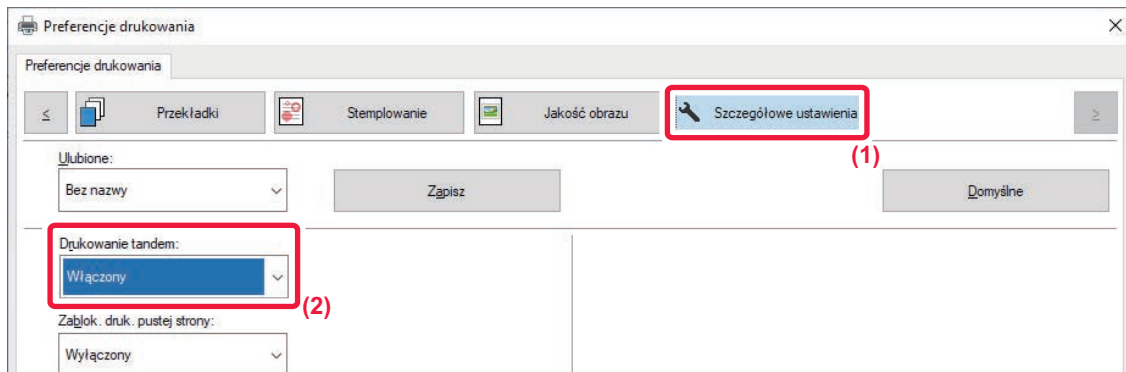 Preferencje drukowania
Preferencje drukowania
≤ Przekładki Stemplowanie Jakość obrazu Szczegółowe ustawienia ≥
(1)
Ulubione:
Bez nazwy Zapisz Domyślne
Drukowanie tandem:
Włączony
(2)
Zablok. druk. pustej strony:
Wyłączony